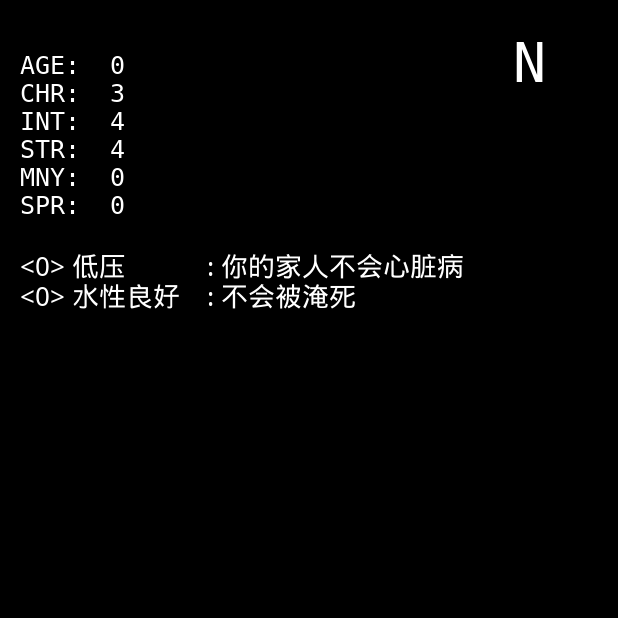 N
AGE: 0
CHR: 3
INT: 4
STR: 4
MNY: 0
SPR: 0
<O> 低压 : 你的家人不会心脏病
<O> 水性良好 : 不会被淹死